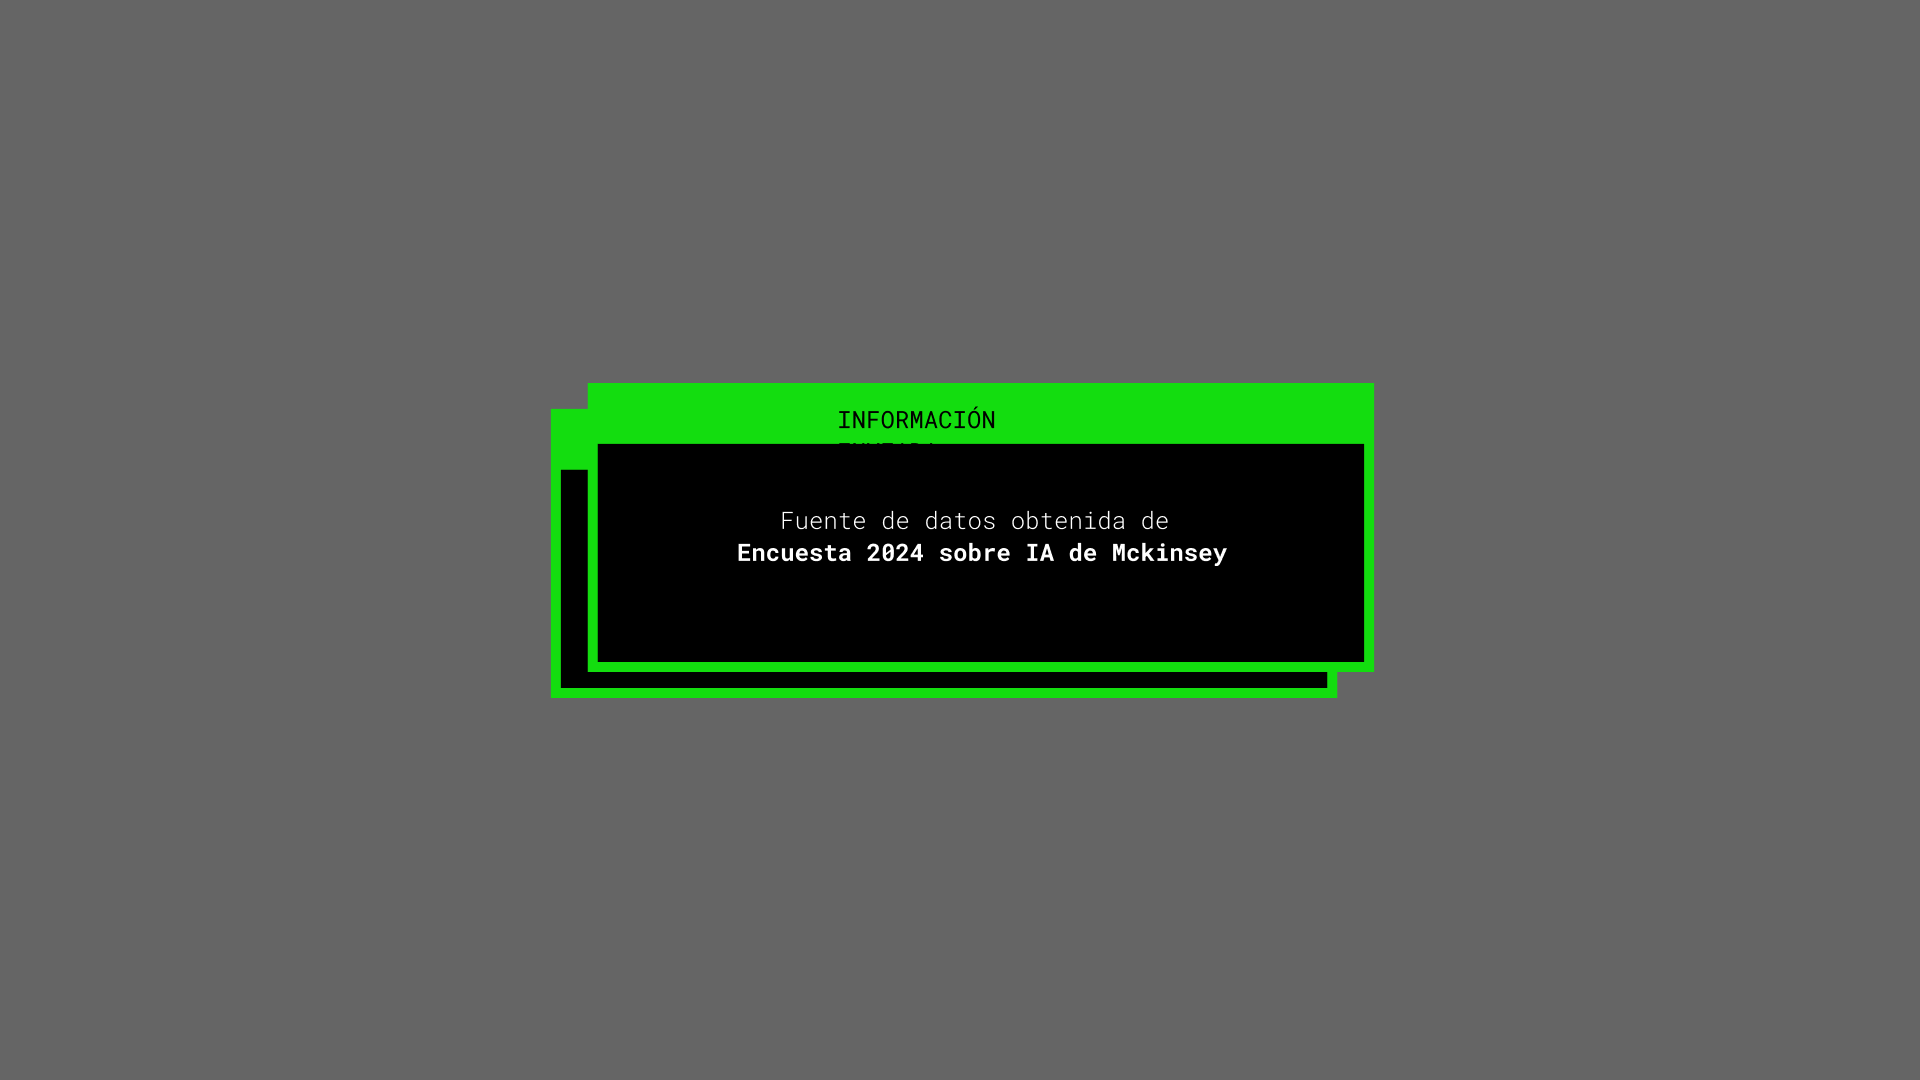 INFORMACIÓN
Fuente de datos obtenida de
Encuesta 2024 sobre IA de Mckinsey